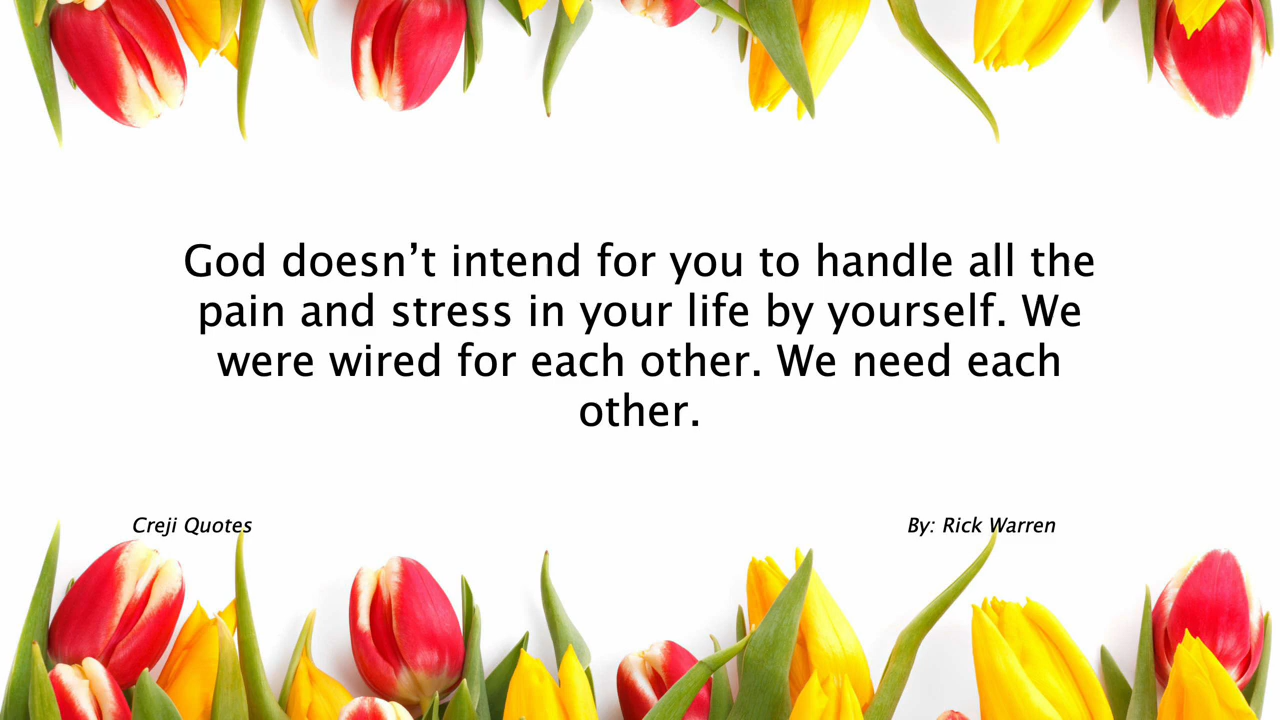 God doesn’t intend for you to handle all the
pain and stress in your life by yourself. We
were wired for each other. We need each
other.
Creji Quotes
By: Rick Warren